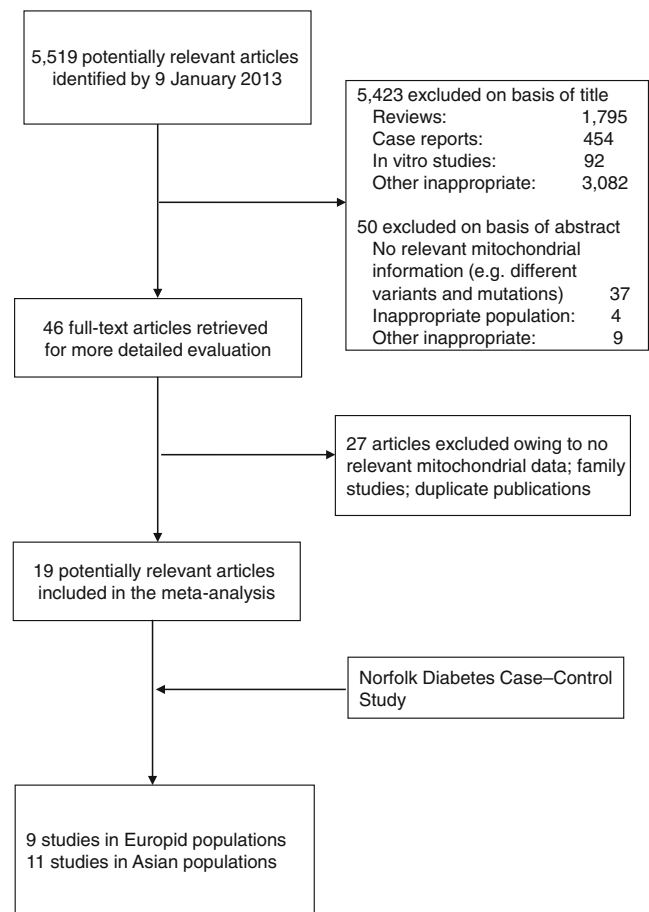 5,519 potentially relevant articles
identified by 9 January 2013
5,423 excluded on basis of title
Reviews: 1,795
Case reports: 454
In vitro studies: 92
Other inappropriate: 3,082
50 excluded on basis of abstract
No relevant mitochondrial
information (e.g. different
variants and mutations) 37
Inappropriate population: 4
Other inappropriate: 9
46 full-text articles retrieved
for more detailed evaluation
27 articles excluded owing to no
relevant mitochondrial data; family
studies; duplicate publications
19 potentially relevant articles
included in the meta-analysis
Norfolk Diabetes Case–Control
Study
9 studies in Europid populations
11 studies in Asian populations